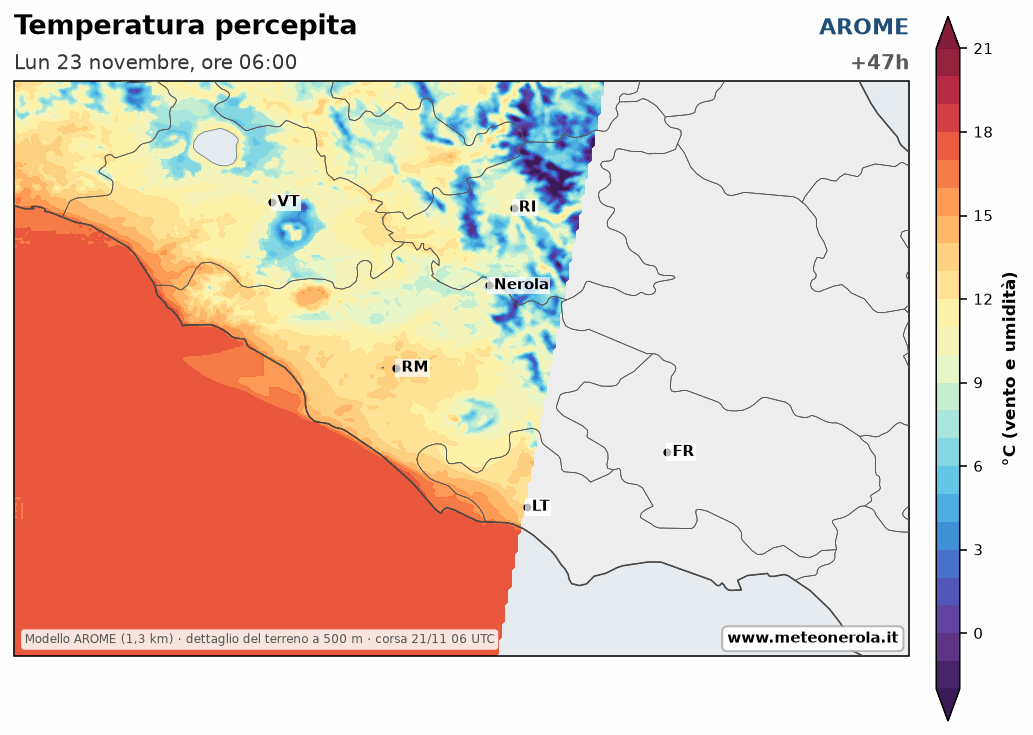 Temperatura percepita
AROME
Lun 23 novembre, ore 06:00
+47h
VT
RI
Nerola
RM
FR
LT
Modello AROME (1,3 km) · dettaglio del terreno a 500 m · corsa 21/11 06 UTC
www.meteonerola.it
21
18
15
12
9
6
3
0
°C (vento e umidità)